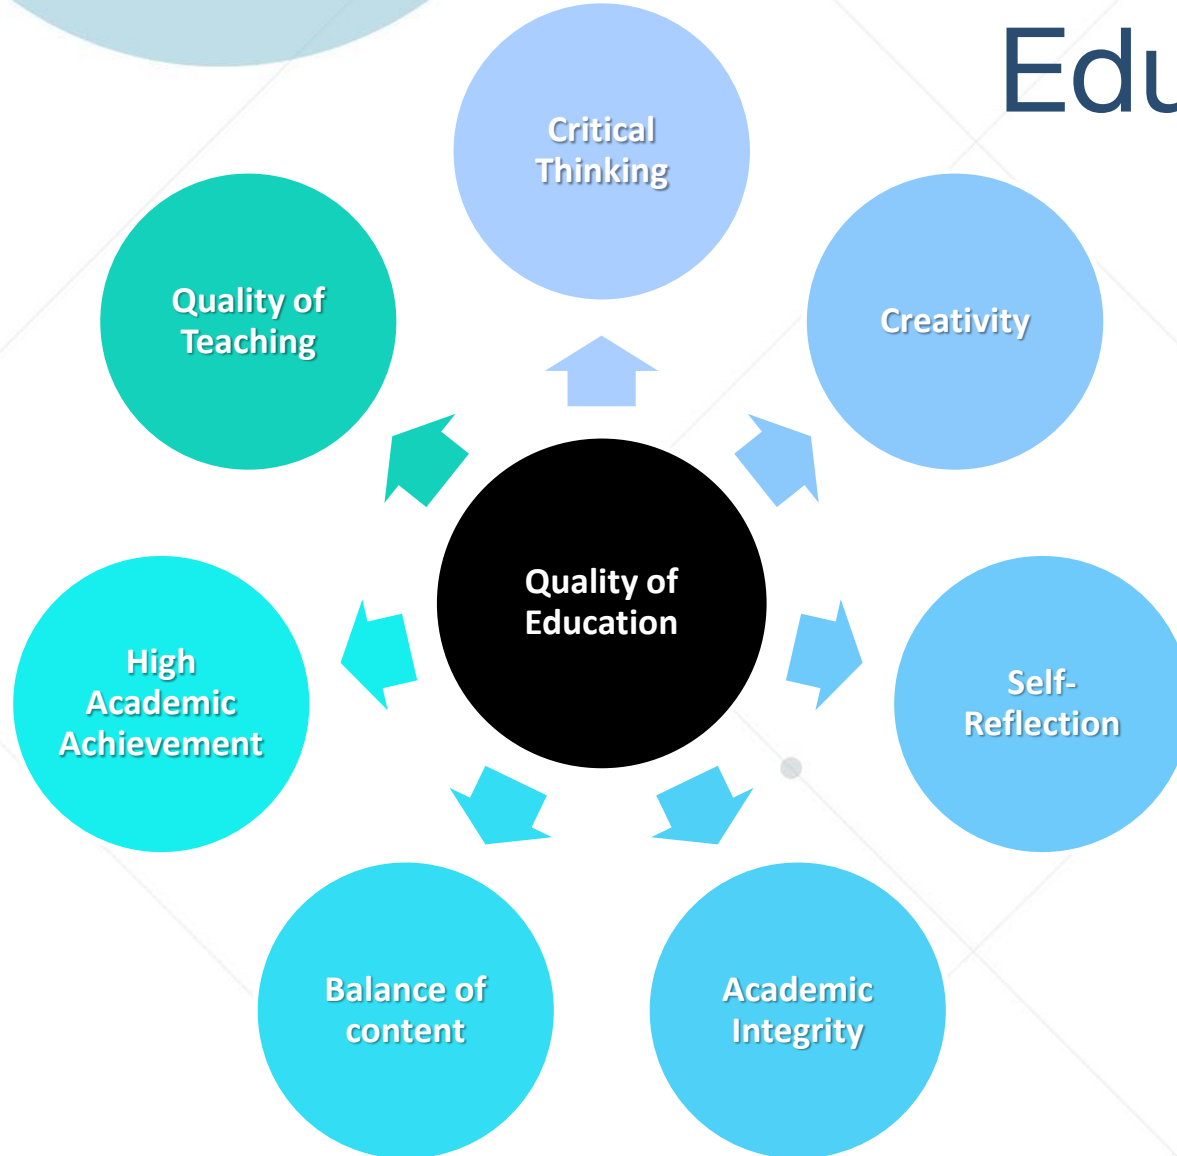 Edu
Critical
Thinking
Creativity
Self-
Reflection
Academic
Integrity
Balance of
content
High
Academic
Achievement
Quality of
Teaching
Quality of
Education